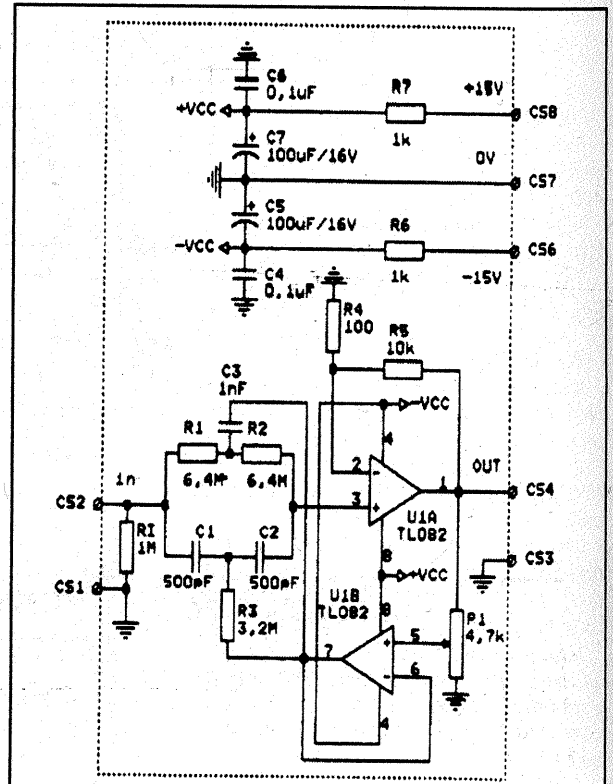 C6
0,1uF
+VCC
R7
1k
+15V
CS8
C7
100uF/16V
0V
CS7
C5
100uF/16V
-VCC
R6
1k
CS6
-15V
C4
0,1uF
R4
100
R5
10k
C3
1nF
-VCC
4
R1
R2
6,4M
6,4M
2
-
3
+
1
OUT
CS4
U1A
TL082
in
CS2
RI
1M
C1
C2
500pF
500pF
CS1
8
+VCC
CS3
U1B
TL082
8
R3
3,2M
7
+
5
-
6
4
P1
4,7k